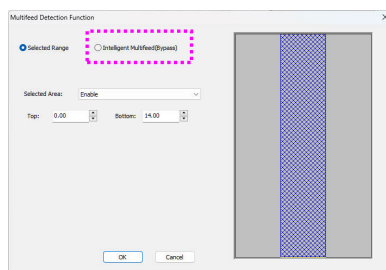 Multifeed Detection Function
Selected Range
Intelligent Multifeed(Bypass)
Selected Area: Enable
Top: 0.00 Bottom: 14.00
OK Cancel